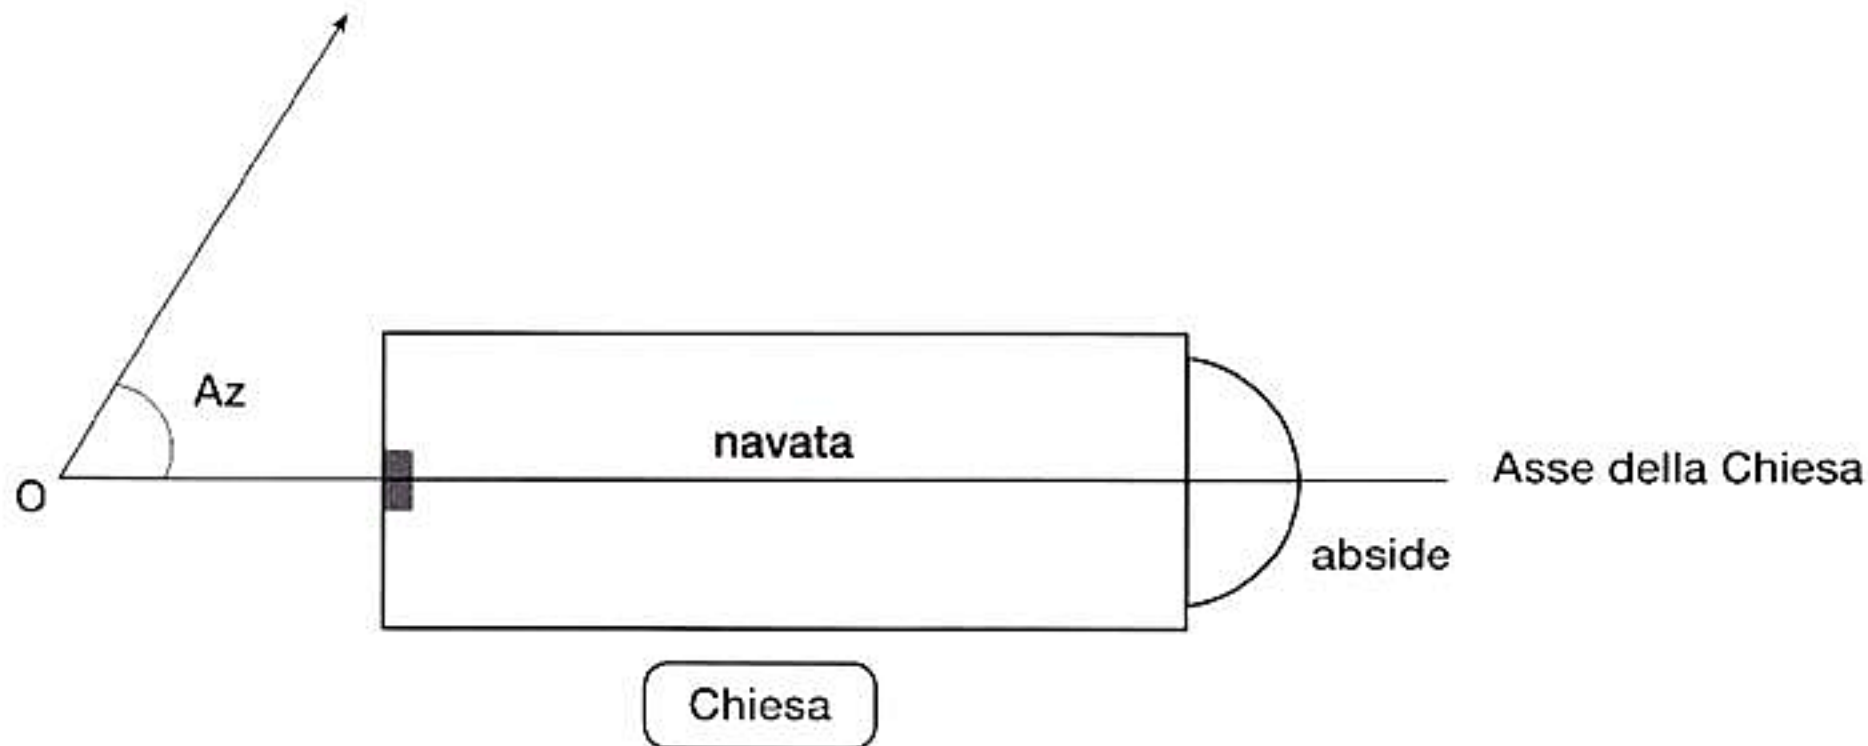 Az
navata
O
Asse della Chiesa
abside
Chiesa